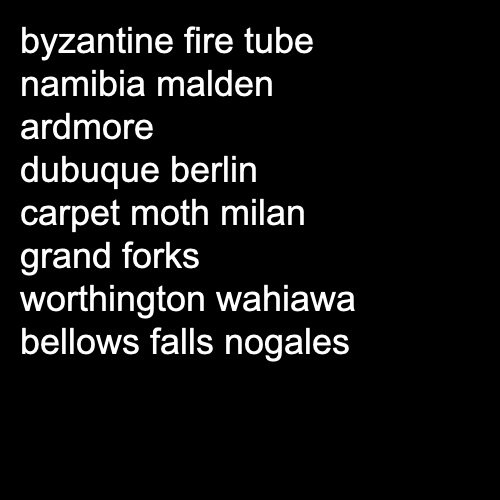 byzantine fire tube
namibia malden
ardmore
dubuque berlin
carpet moth milan
grand forks
worthington wahiawa
bellows falls nogales